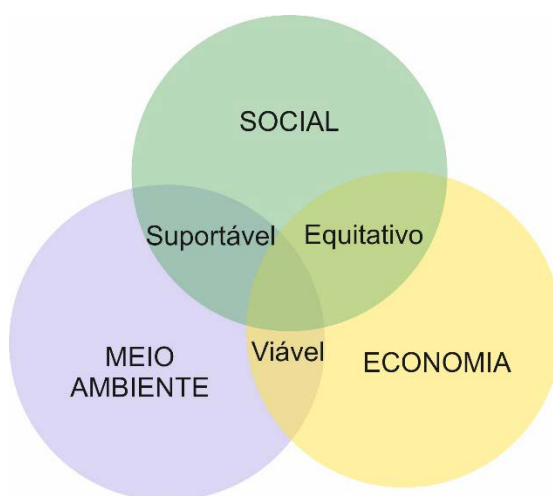 SOCIAL
Suportável
Equitativo
Viável
MEIO
AMBIENTE
ECONOMIA